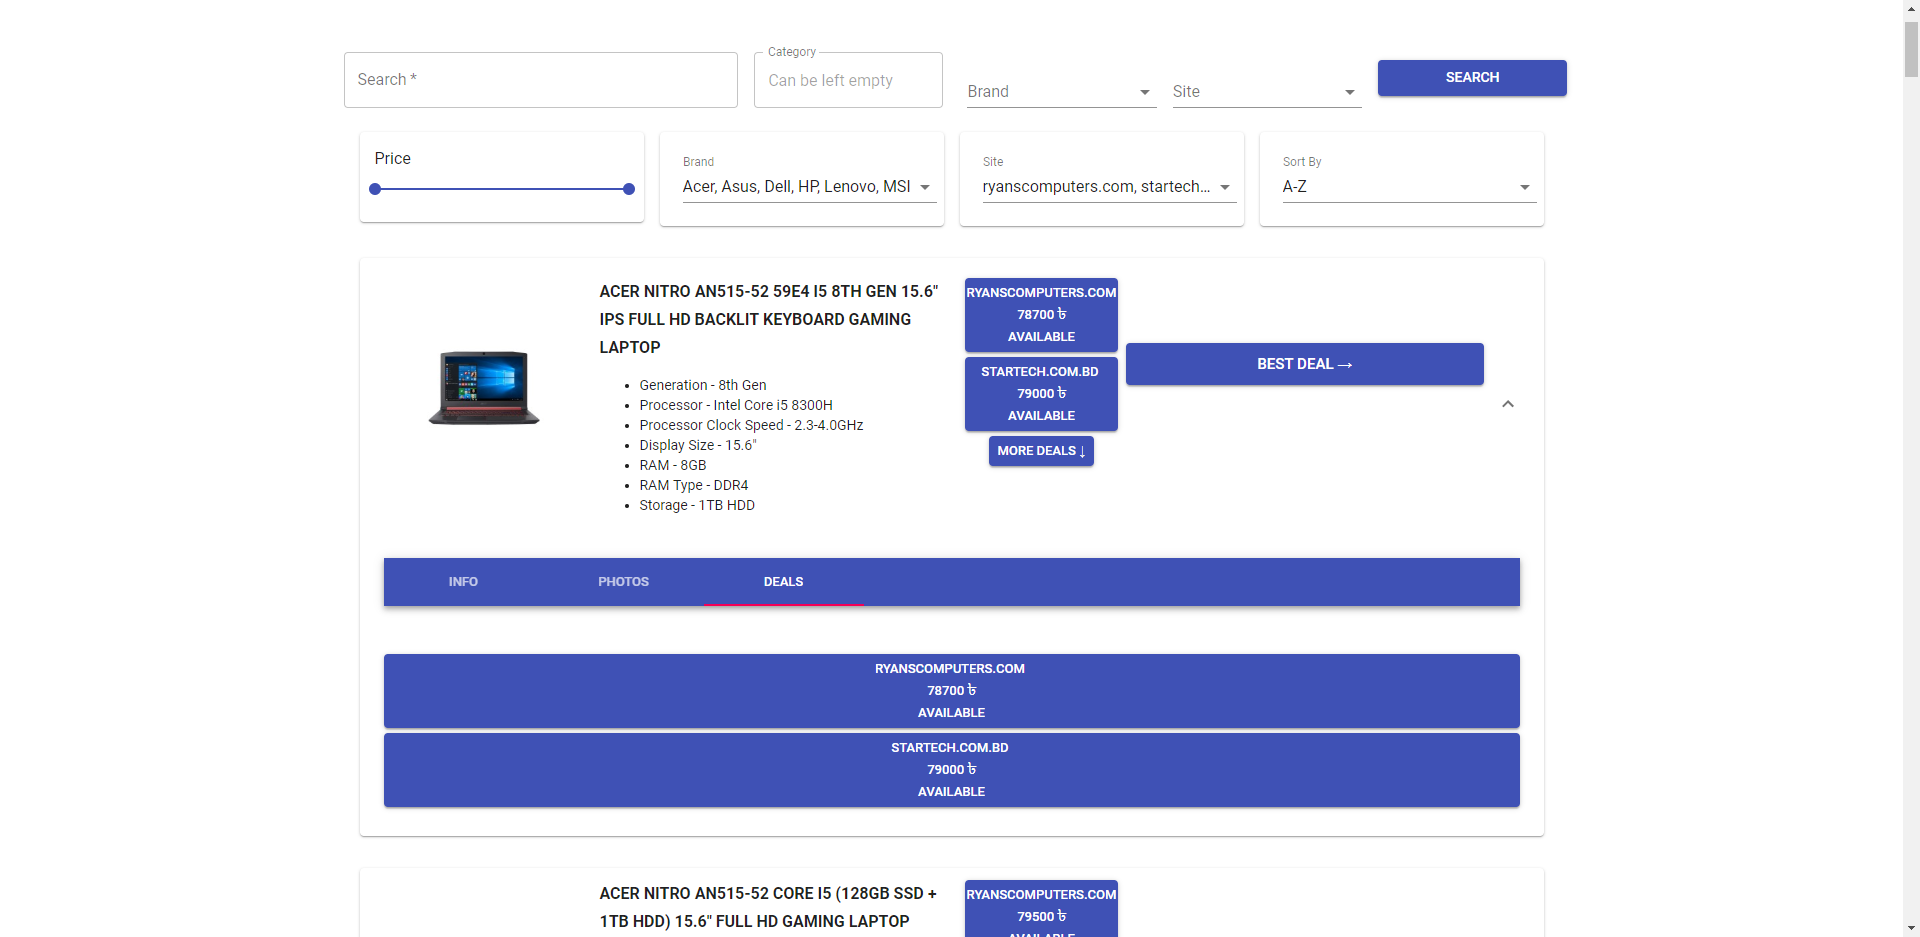 Search *
Category
Can be left empty
Brand
Site
SEARCH
Price
Brand
Acer, Asus, Dell, HP, Lenovo, MSI
Site
ryanscomputers.com, startech...
Sort By
A-Z
ACER NITRO AN515-52 59E4 I5 8TH GEN 15.6"
IPS FULL HD BACKLIT KEYBOARD GAMING
LAPTOP
• Generation - 8th Gen
• Processor - Intel Core i5 8300H
• Processor Clock Speed - 2.3-4.0GHz
• Display Size - 15.6"
• RAM - 8GB
• RAM Type - DDR4
• Storage - 1TB HDD
RYANSCOMPUTERS.COM
78700 ৳
AVAILABLE
STARTECH.COM.BD
79000 ৳
AVAILABLE
MORE DEALS ↓
BEST DEAL →
INFO
PHOTOS
DEALS
RYANSCOMPUTERS.COM
78700 ৳
AVAILABLE
STARTECH.COM.BD
79000 ৳
AVAILABLE
ACER NITRO AN515-52 CORE I5 (128GB SSD +
1TB HDD) 15.6" FULL HD GAMING LAPTOP
RYANSCOMPUTERS.COM
79500 ৳
AVAILABLE